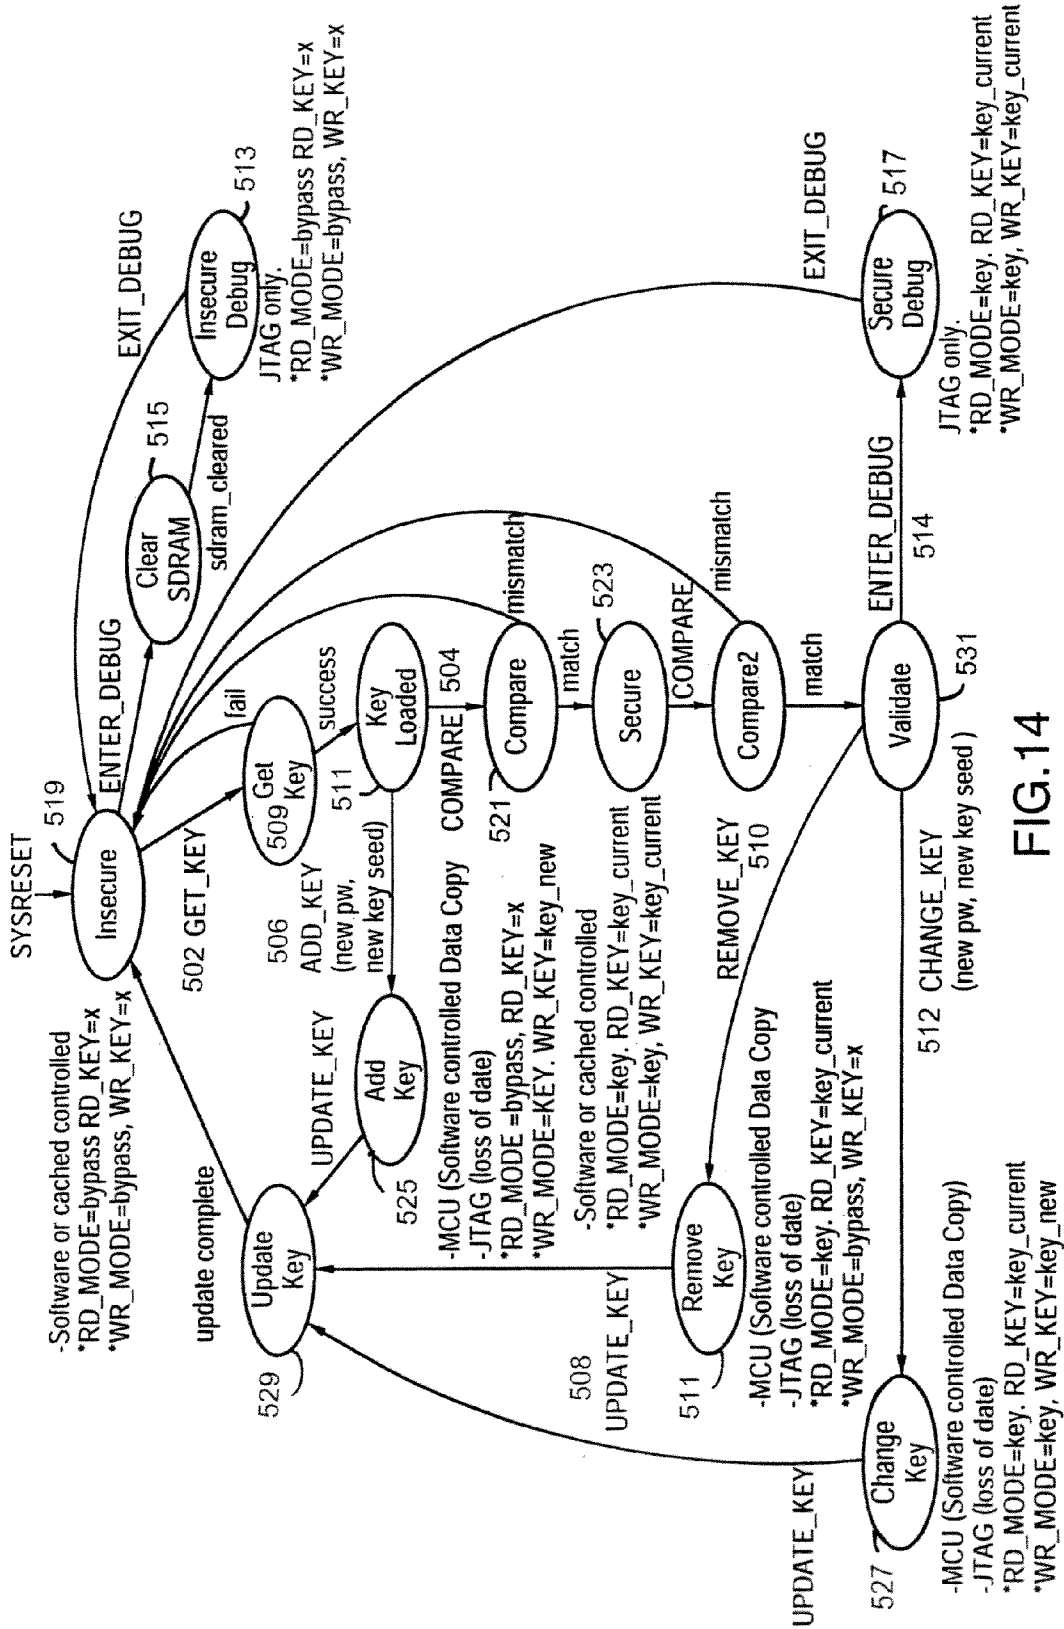 SYSRESET
519
Insecure
-Software or cached controlled
*RD_MODE=bypass RD_KEY=x
*WR_MODE=bypass, WR_KEY=x
ENTER_DEBUG
Clear
SDRAM
515
sdram_cleared
EXIT_DEBUG
Insecure
Debug
513
JTAG only.
*RD_MODE=bypass RD_KEY=x
*WR_MODE=bypass, WR_KEY=x
update complete
502 GET_KEY
Get
Key
509
fail
success
Update
Key
529
UPDATE_KEY
506
ADD_KEY
(new pw,
new key seed)
Key
Loaded
511
Add
Key
525
-MCU (Software controlled Data Copy
-JTAG (loss of date)
*RD_MODE =bypass, RD_KEY=x
*WR_MODE=KEY. WR_KEY=key_new
COMPARE 504
Compare
521
mismatch
match
Secure
523
-Software or cached controlled
*RD_MODE=key. RD_KEY=key_current
*WR_MODE=key, WR_KEY=key_current
COMPARE
Compare2
mismatch
match
508
UPDATE_KEY
Remove
Key
511
REMOVE_KEY
510
-MCU (Software controlled Data Copy
-JTAG (loss of date)
*RD_MODE=key. RD_KEY=key_current
*WR_MODE=bypass, WR_KEY=x
Validate
531
ENTER_DEBUG
514
EXIT_DEBUG
Secure
Debug
517
JTAG only.
*RD_MODE=key. RD_KEY=key_current
*WR_MODE=key, WR_KEY=key_current
512 CHANGE_KEY
(new pw, new key seed )
UPDATE_KEY
Change
Key
527
-MCU (Software controlled Data Copy)
-JTAG (loss of date)
*RD_MODE=key. RD_KEY=key_current
*WR_MODE=key, WR_KEY=key_new
FIG.14